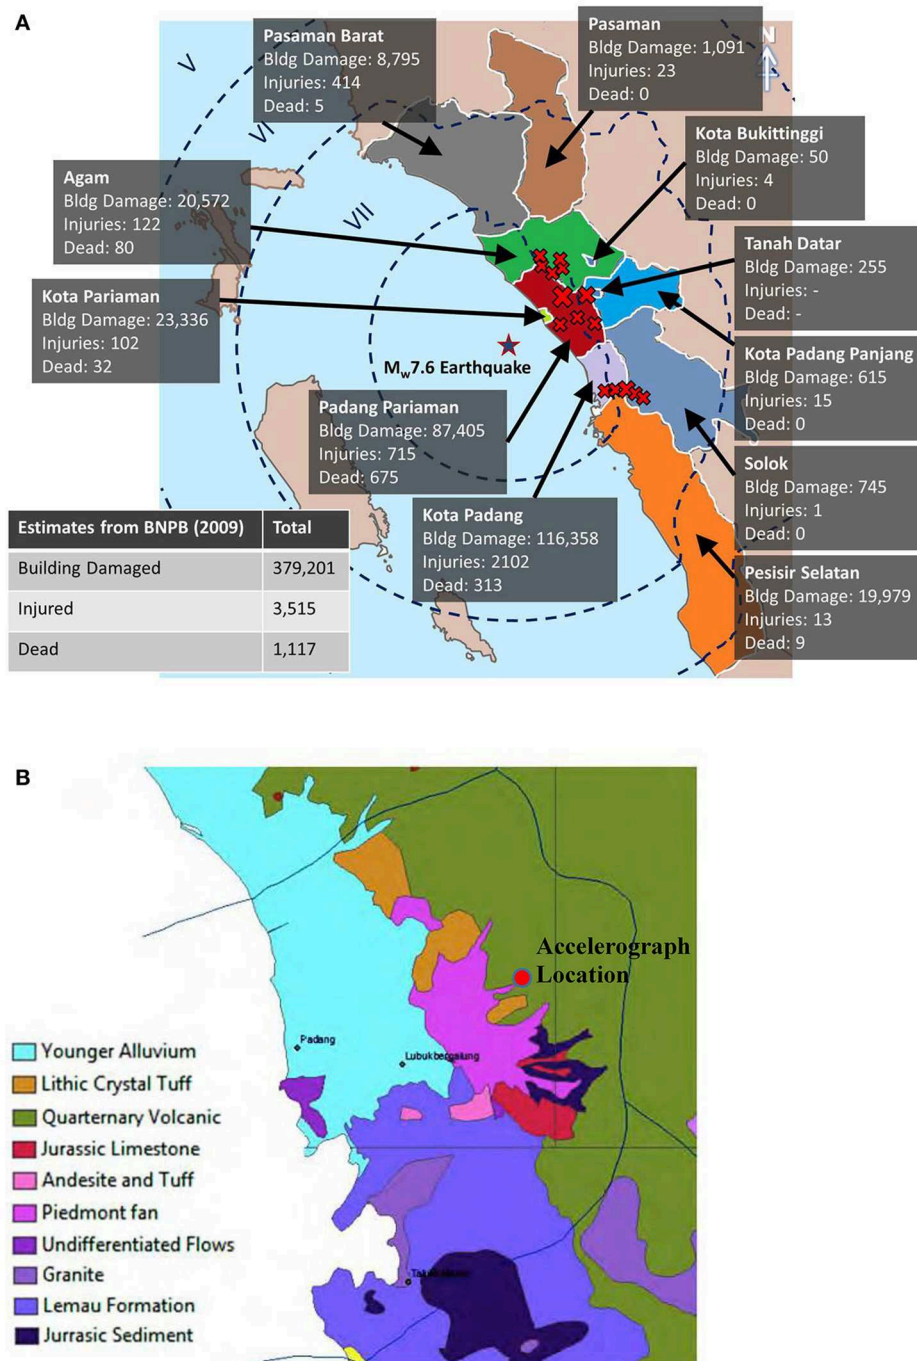 A
Pasaman Barat
Bldg Damage: 8,795
Injuries: 414
Dead: 5
Pasaman
Bldg Damage: 1,091
Injuries: 23
Dead: 0
N
V
VI
VII
Kota Bukittinggi
Bldg Damage: 50
Injuries: 4
Dead: 0
Agam
Bldg Damage: 20,572
Injuries: 122
Dead: 80
Tanah Datar
Bldg Damage: 255
Injuries: -
Dead: -
Kota Pariaman
Bldg Damage: 23,336
Injuries: 102
Dead: 32
Mw7.6 Earthquake
Kota Padang Panjang
Bldg Damage: 615
Injuries: 15
Dead: 0
Padang Pariaman
Bldg Damage: 87,405
Injuries: 715
Dead: 675
Solok
Bldg Damage: 745
Injuries: 1
Dead: 0
Kota Padang
Bldg Damage: 116,358
Injuries: 2102
Dead: 313
Pesisir Selatan
Bldg Damage: 19,979
Injuries: 13
Dead: 9
Estimates from BNPB (2009) Total
Building Damaged 379,201
Injured 3,515
Dead 1,117
B
Accelerograph
Location
Padang
Lubukbergalung
Younger Alluvium
Lithic Crystal Tuff
Quarternary Volcanic
Jurassic Limestone
Andesite and Tuff
Piedmont fan
Undifferentiated Flows
Granite
Lemau Formation
Jurrasic Sediment